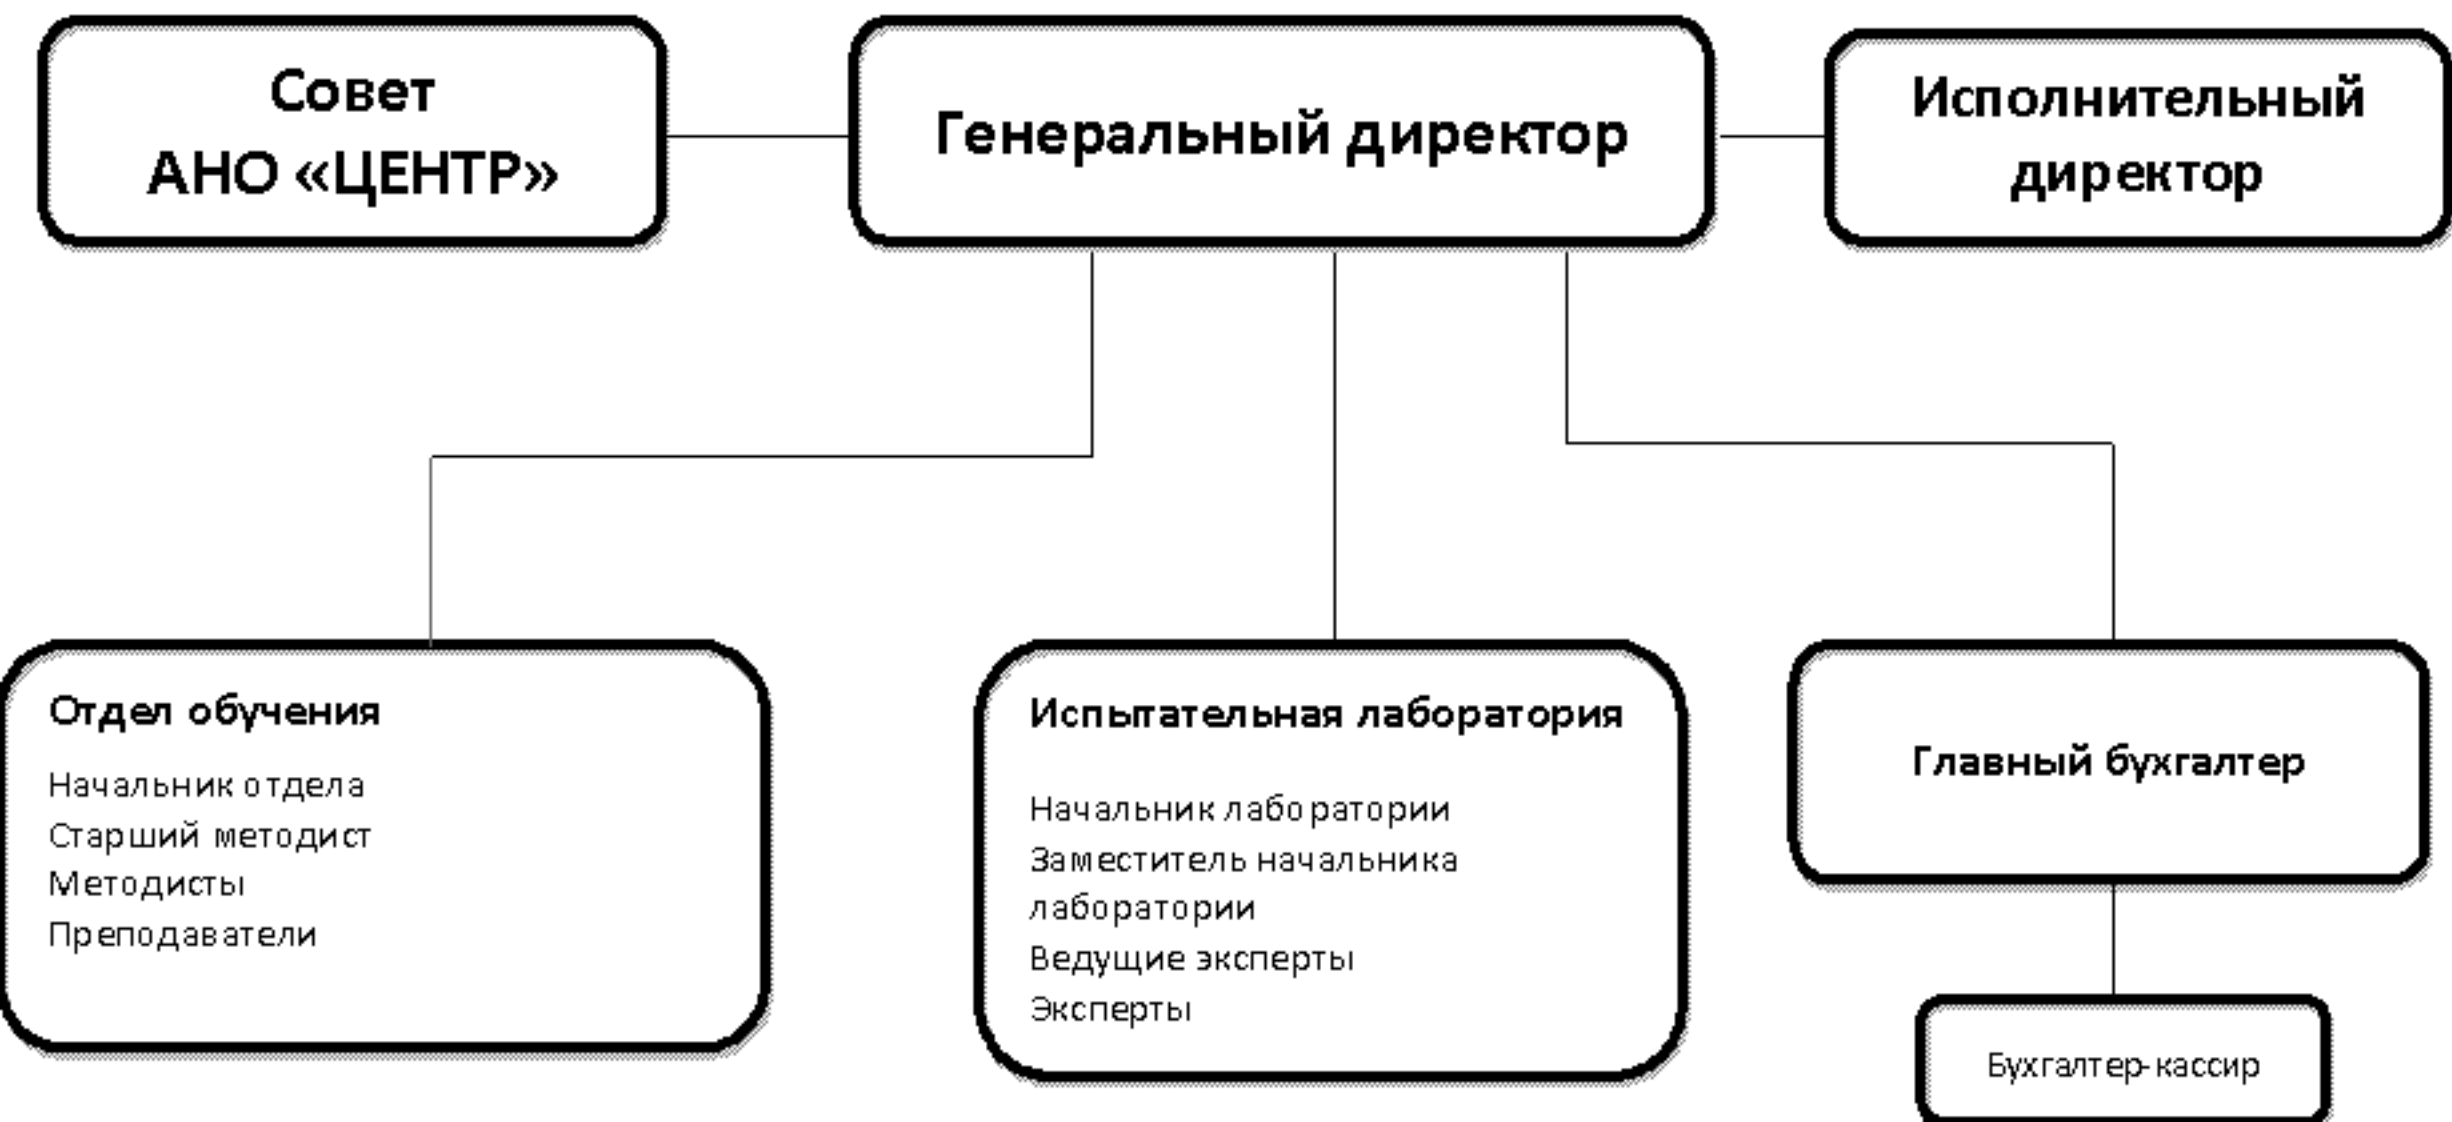 Совет
АНО «ЦЕНТР»
Генеральный директор
Исполнительный
директор
Отдел обучения
Начальник отдела
Старший методист
Методисты
Преподаватели
Испытательная лаборатория
Начальник лаборатории
Заместитель начальника
лаборатории
Ведущие эксперты
Эксперты
Главный бухгалтер
Бухгалтер-кассир